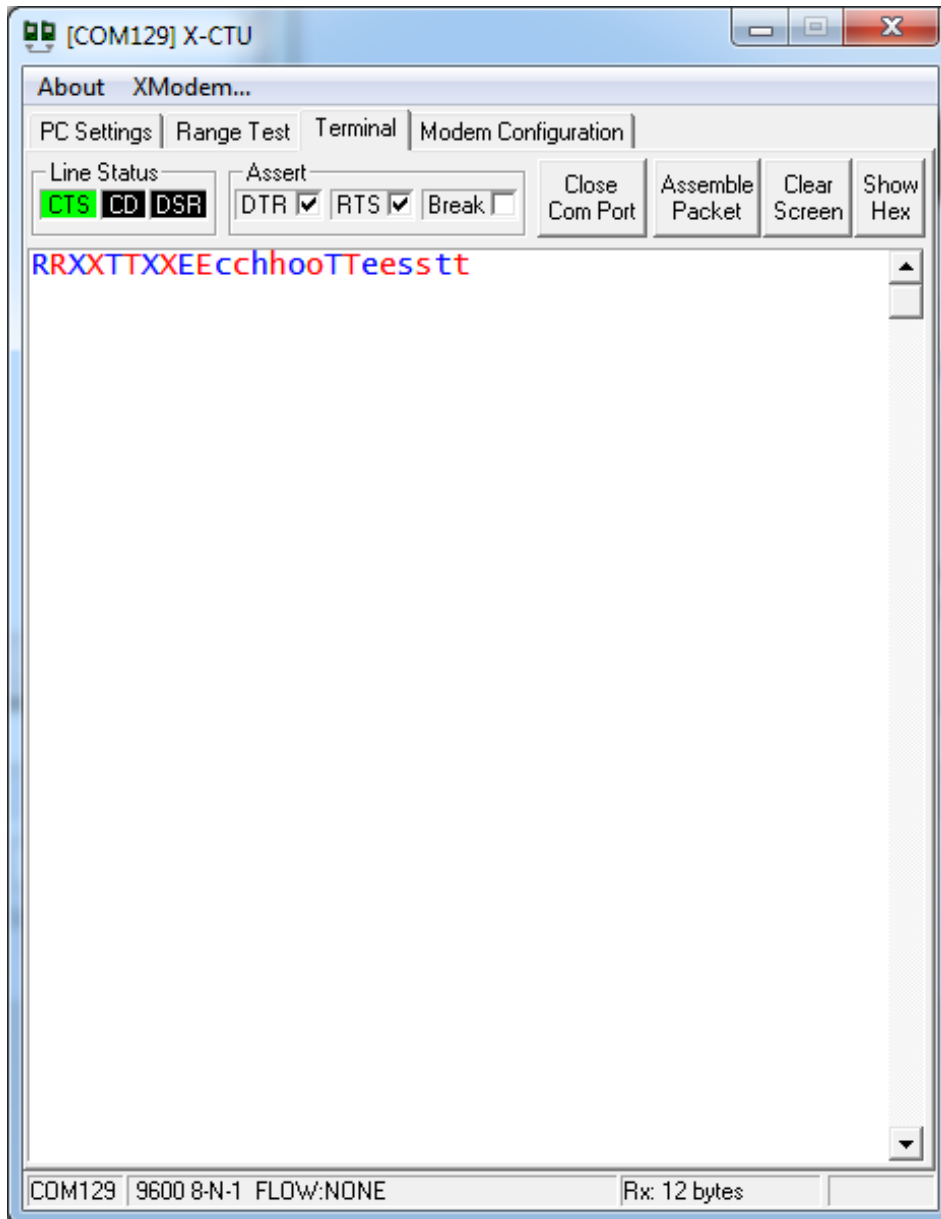 [COM129] X-CTU
About XModem...
PC Settings Range Test Terminal Modem Configuration
Line Status Assert
CTS CD DSR DTR RTS Break
Close Com Port
Assemble Packet
Clear Screen
Show Hex
RRXXTTXXEEcchhooTTeesstt
COM129 9600 8-N-1 FLOW:NONE Rx: 12 bytes